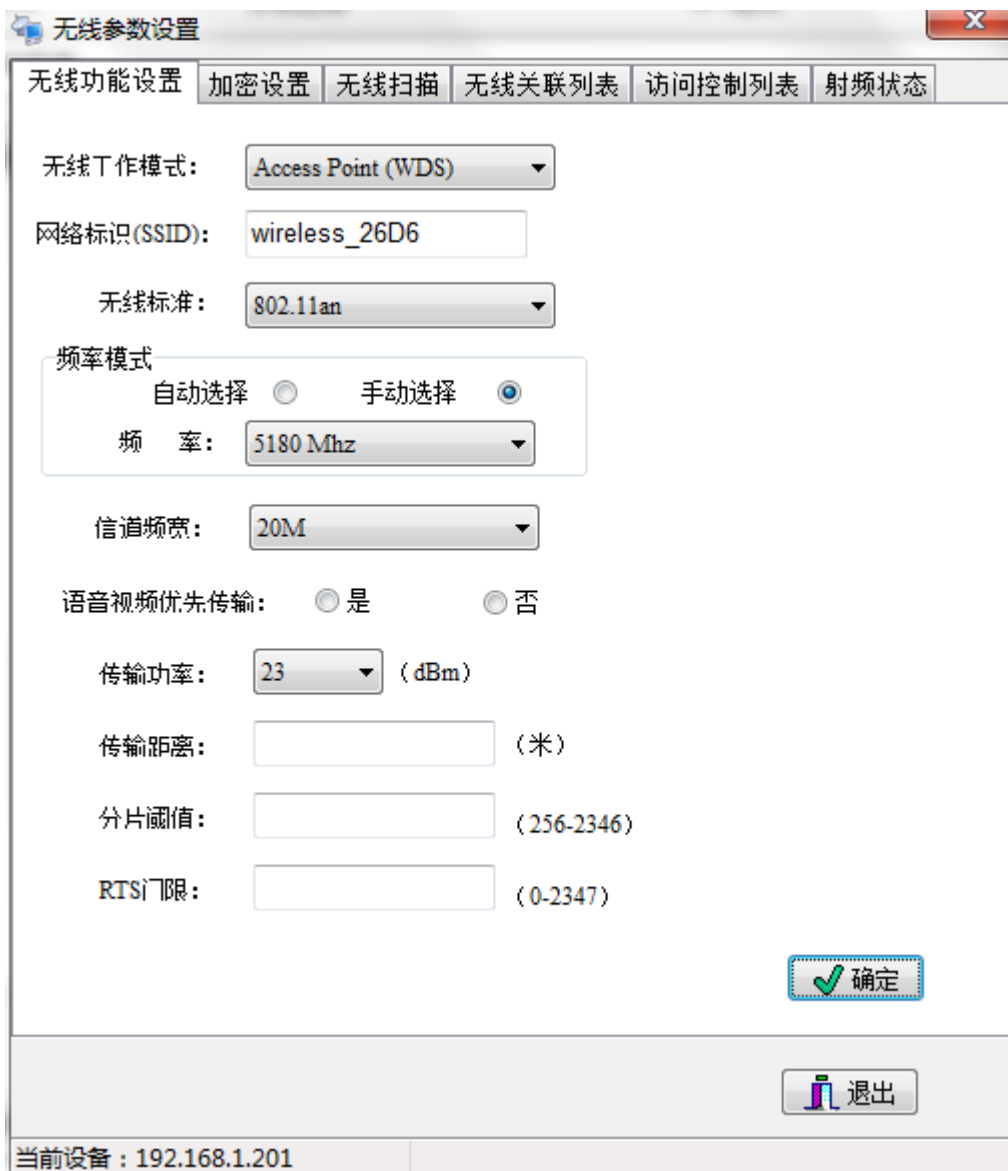 无线参数设置
无线功能设置 加密设置 无线扫描 无线关联列表 访问控制列表 射频状态
无线工作模式: Access Point (WDS)
网络标识(SSID): wireless_26D6
无线标准: 802.11an
频率模式
自动选择 手动选择
频 率: 5180 Mhz
信道频宽: 20M
语音视频优先传输: 是 否
传输功率: 23 (dBm)
传输距离: (米)
分片阈值: (256-2346)
RTS门限: (0-2347)
确定
退出
当前设备:192.168.1.201